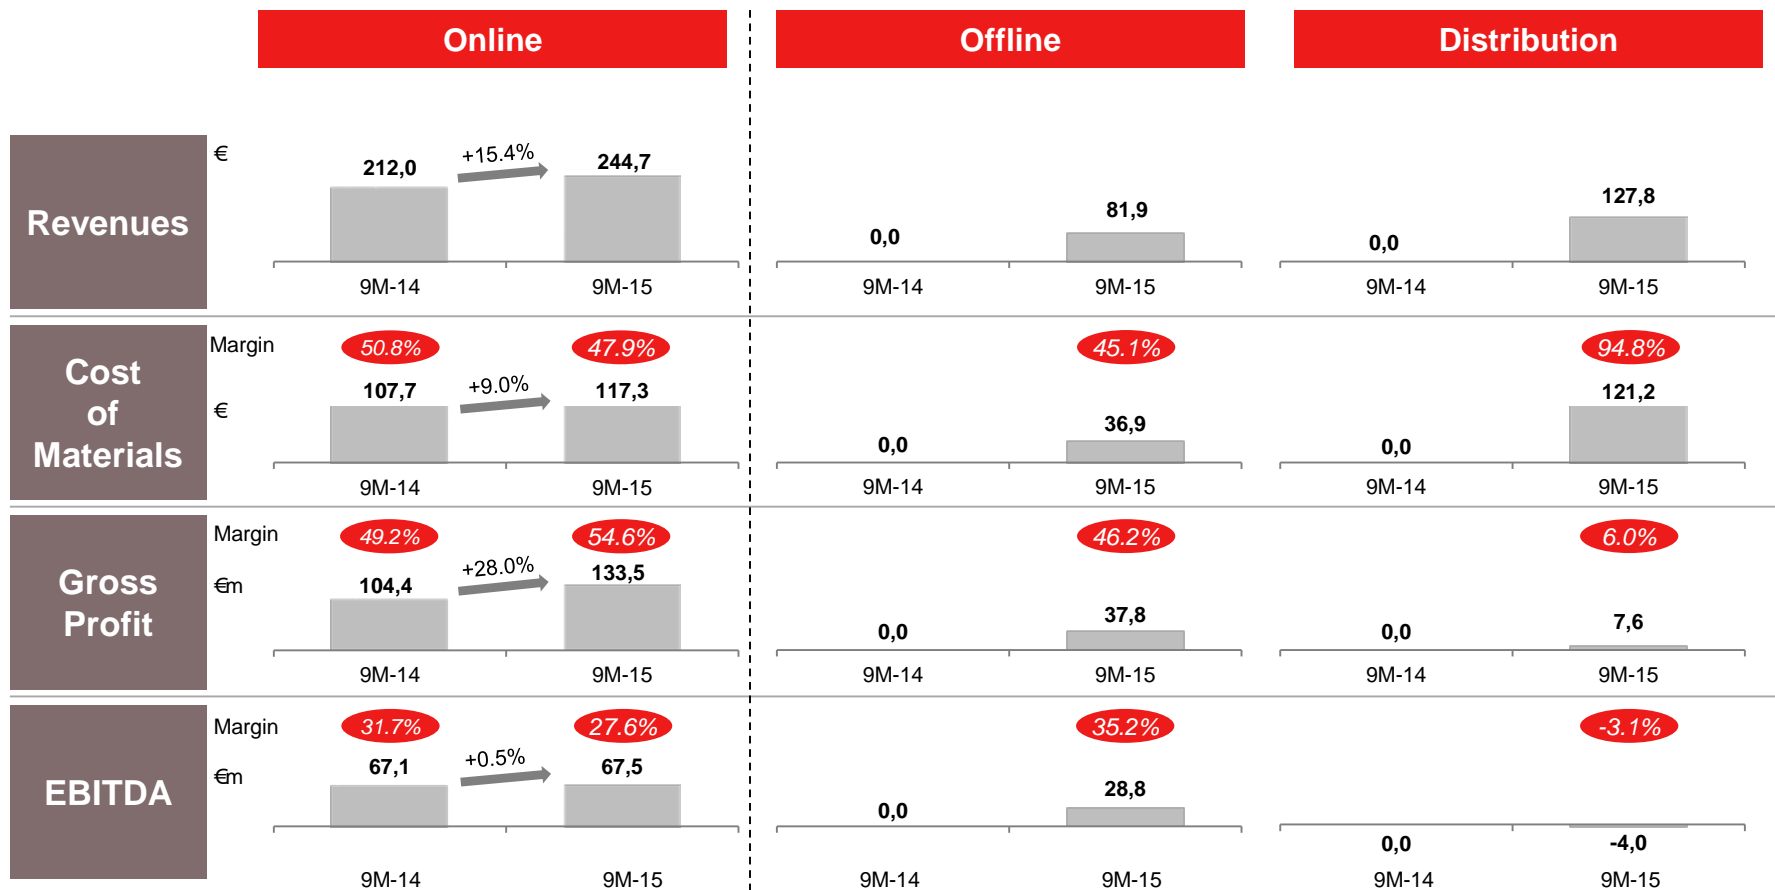 Online
Offline
Distribution
Revenues
€
212,0
+15.4%
244,7
9M-14
9M-15
0,0
81,9
9M-14
9M-15
0,0
127,8
9M-14
9M-15
Cost
of
Materials
Margin
50.8%
47.9%
45.1%
94.8%
€
107,7
+9.0%
117,3
9M-14
9M-15
0,0
36,9
9M-14
9M-15
0,0
121,2
9M-14
9M-15
Gross
Profit
Margin
49.2%
54.6%
46.2%
6.0%
€m
104,4
+28.0%
133,5
9M-14
9M-15
0,0
37,8
9M-14
9M-15
0,0
7,6
9M-14
9M-15
EBITDA
Margin
31.7%
27.6%
35.2%
-3.1%
€m
67,1
+0.5%
67,5
9M-14
9M-15
0,0
28,8
9M-14
9M-15
0,0
-4,0
9M-14
9M-15